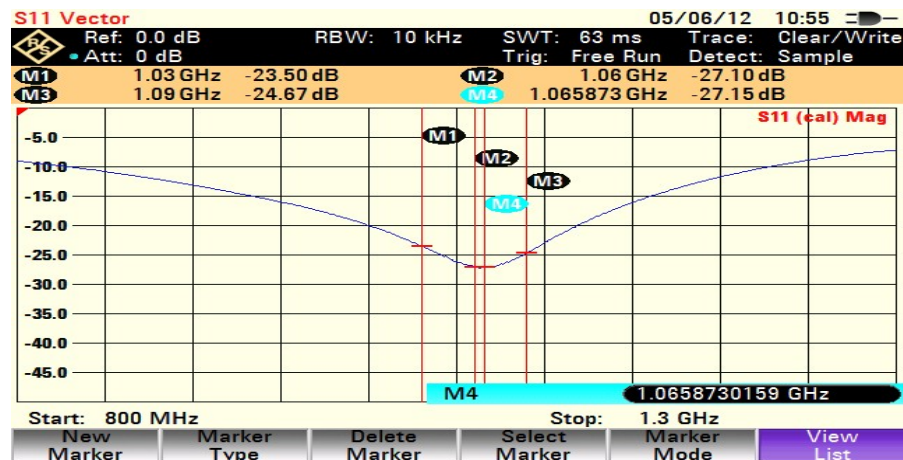 S11 Vector 05/06/12 10:55
Ref: 0.0 dB RBW: 10 kHz SWT: 63 ms Trace: Clear/Write
Att: 0 dB Trig: Free Run Detect: Sample
M1 1.03 GHz -23.50 dB M2 1.06 GHz -27.10 dB
M3 1.09 GHz -24.67 dB M4 1.065873 GHz -27.15 dB
S11 (cal) Mag
-5.0
M1
M2
-10.0
M3
-15.0
M4
-20.0
-25.0
-30.0
-35.0
-40.0
-45.0
M4 1.0658730159 GHz
Start: 800 MHz Stop: 1.3 GHz
New Marker Delete Select Marker View
Marker Type Marker Marker Mode List